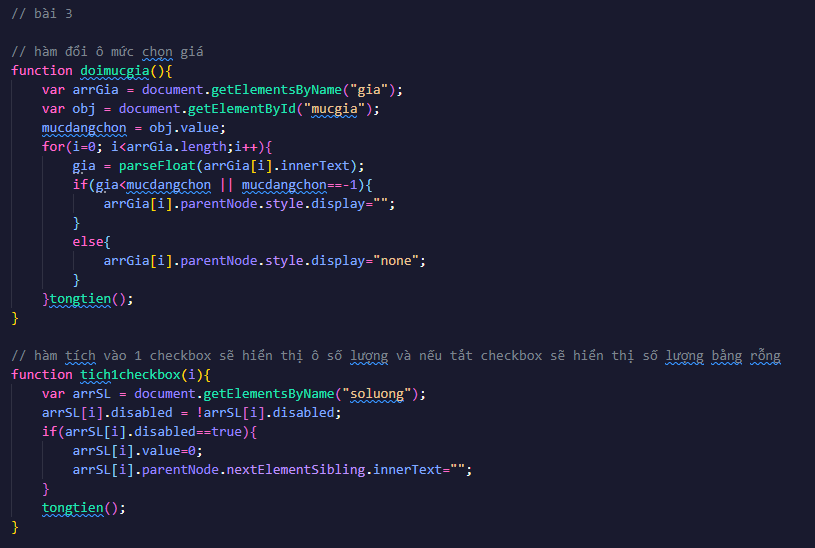 // bài 3
// hàm đổi ô mức chọn giá
function doimucgia(){
var arrGia = document.getElementsByName("gia");
var obj = document.getElementById("mucgia");
mucdangchon = obj.value;
for(i=0; i<arrGia.length;i++){
gia = parseFloat(arrGia[i].innerText);
if(gia<mucdangchon || mucdangchon==-1){
arrGia[i].parentNode.style.display="";
}
else{
arrGia[i].parentNode.style.display="none";
}
}tongtien();
}
// hàm tích vào 1 checkbox sẽ hiển thị ô số lượng và nếu tắt checkbox sẽ hiển thị số lượng bằng rỗng
function tich1checkbox(i){
var arrSL = document.getElementsByName("soluong");
arrSL[i].disabled = !arrSL[i].disabled;
if(arrSL[i].disabled==true){
arrSL[i].value=0;
arrSL[i].parentNode.nextElementSibling.innerText="";
}
tongtien();
}